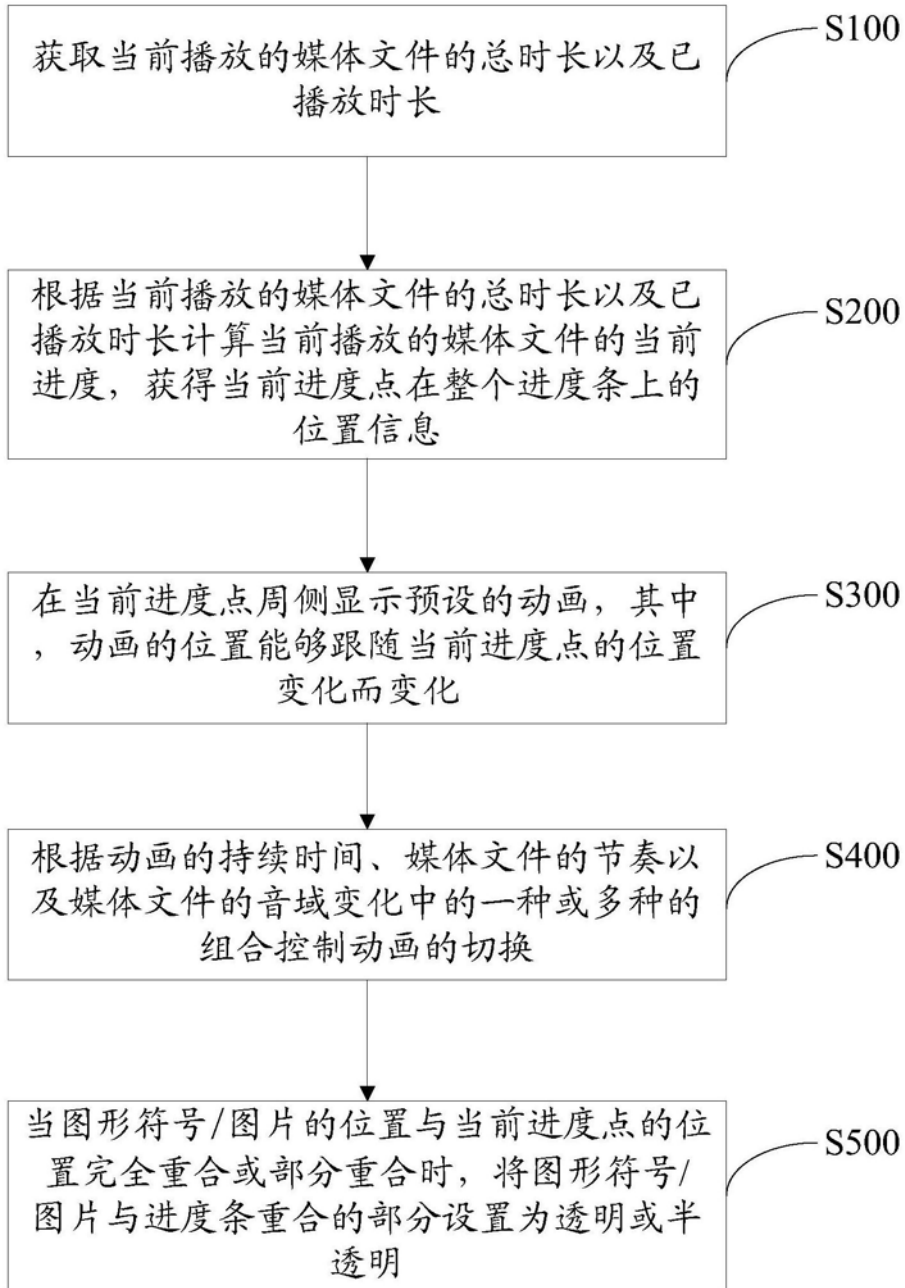 获取当前播放的媒体文件的总时长以及已
播放时长
S100
根据当前播放的媒体文件的总时长以及已
播放时长计算当前播放的媒体文件的当前
进度，获得当前进度点在整个进度条上的
位置信息
S200
在当前进度点周侧显示预设的动画，其中
，动画的位置能够跟随当前进度点的位置
变化而变化
S300
根据动画的持续时间、媒体文件的节奏以
及媒体文件的音域变化中的一种或多种的
组合控制动画的切换
S400
当图形符号/图片的位置与当前进度点的位
置完全重合或部分重合时，将图形符号/
图片与进度条重合的部分设置为透明或半
透明
S500